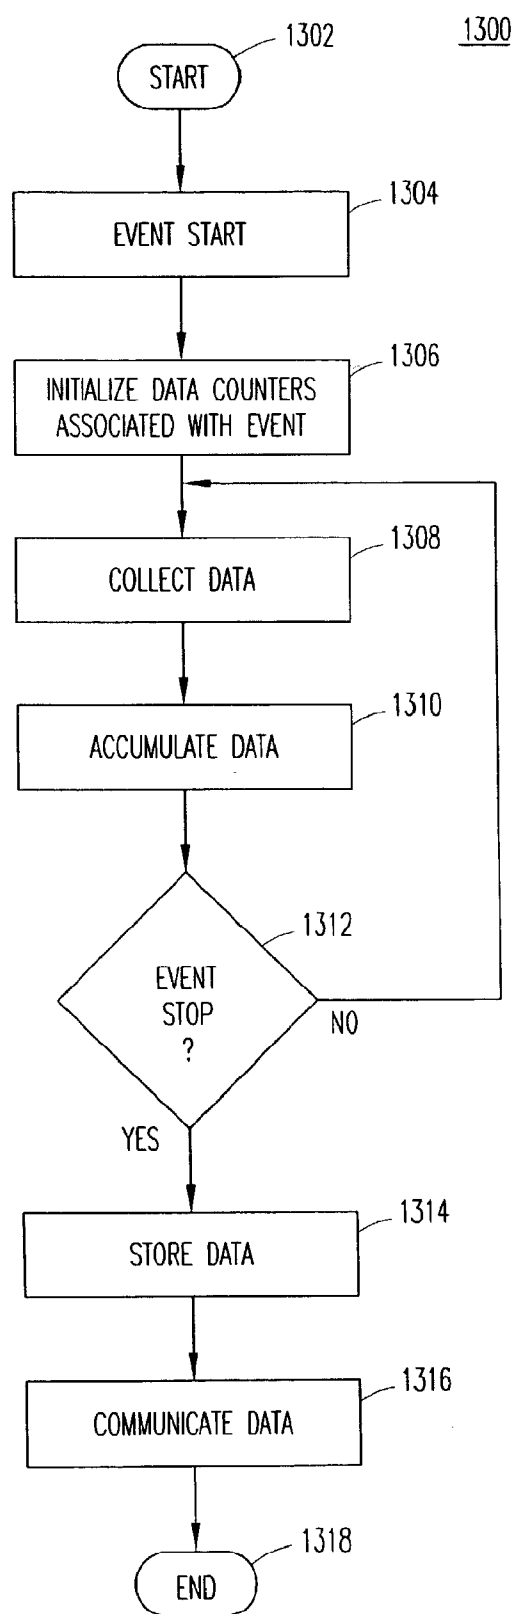 1300
1302
START
1304
EVENT START
1306
INITIALIZE DATA COUNTERS
ASSOCIATED WITH EVENT
1308
COLLECT DATA
1310
ACCUMULATE DATA
1312
EVENT
STOP
?
NO
YES
1314
STORE DATA
1316
COMMUNICATE DATA
1318
END